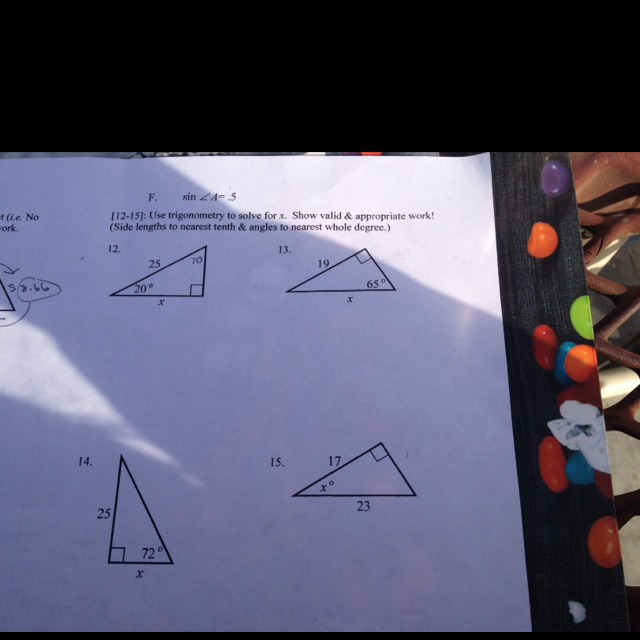 F. sin ∠A= .5
(i.e. No
[12-15]: Use trigonometry to solve for x. Show valid & appropriate work!
(Side lengths to nearest tenth & angles to nearest whole degree.)
12. 25 70 20° x
13. 19 65° x
8.66
14. 25 72° x
15. 17 x° 23